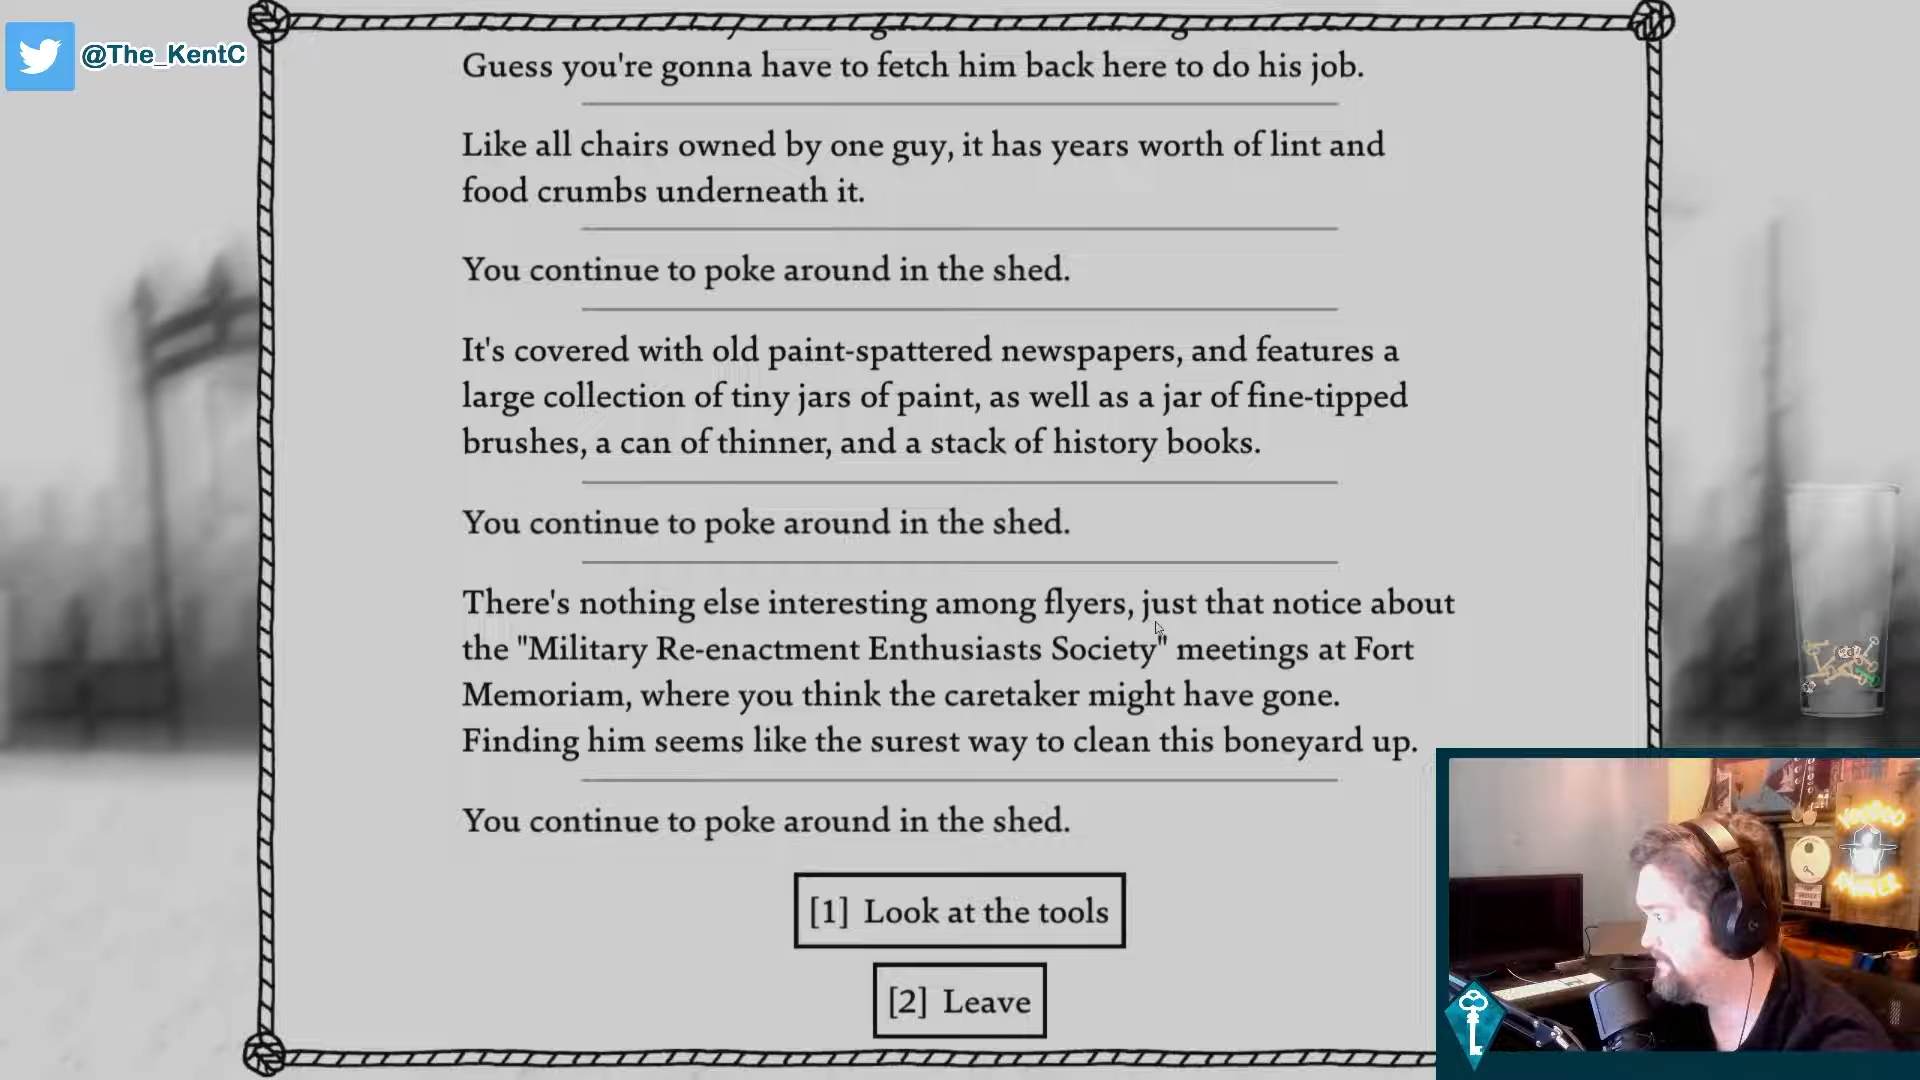 @The_KentC
Guess you're gonna have to fetch him back here to do his job.
Like all chairs owned by one guy, it has years worth of lint and
food crumbs underneath it.
You continue to poke around in the shed.
It's covered with old paint-spattered newspapers, and features a
large collection of tiny jars of paint, as well as a jar of fine-tipped
brushes, a can of thinner, and a stack of history books.
You continue to poke around in the shed.
There's nothing else interesting among flyers, just that notice about
the "Military Re-enactment Enthusiasts Society" meetings at Fort
Memoriam, where you think the caretaker might have gone.
Finding him seems like the surest way to clean this boneyard up.
You continue to poke around in the shed.
[1] Look at the tools
[2] Leave
VOODOO